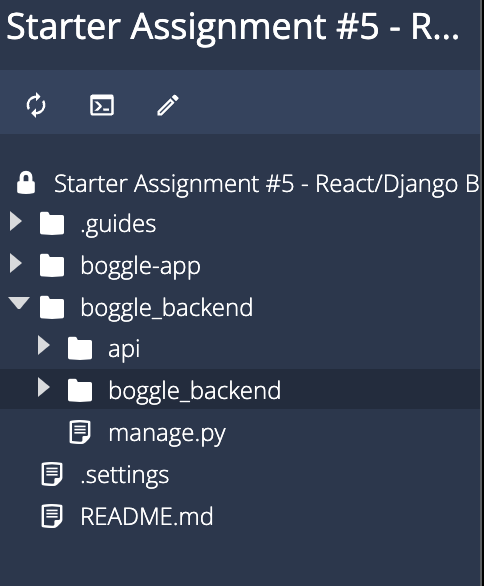 Starter Assignment #5 - R...
Starter Assignment #5 - React/Django B
.guides
boggle-app
boggle_backend
api
boggle_backend
manage.py
.settings
README.md